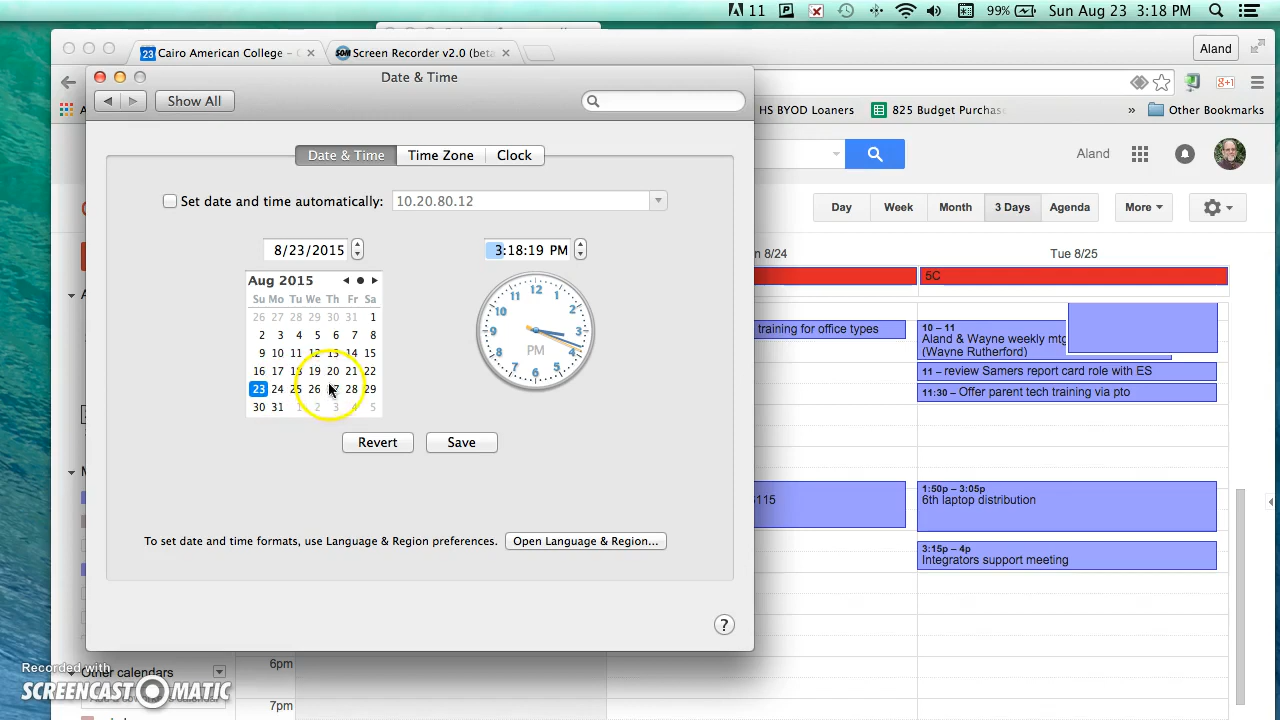 11 99% Sun Aug 23 3:18 PM
23 Cairo American College – C
SOM Screen Recorder v2.0 (beta
Aland
Date & Time
Show All
HS BYOD Loaners
825 Budget Purchas
» Other Bookmarks
Date & Time Time Zone Clock
Set date and time automatically: 10.20.80.12
8/23/2015
3:18:19 PM
Aug 2015
Su Mo Tu We Th Fr Sa
26 27 28 29 30 31 1
2 3 4 5 6 7 8
9 10 11 12 13 14 15
16 17 18 19 20 21 22
23 24 25 26 27 28 29
30 31 1 2 3 4 5
12
11 1
10 2
9 3
8 4
7 5
6
PM
Revert Save
To set date and time formats, use Language & Region preferences. Open Language & Region...
?
Aland
Day Week Month 3 Days Agenda More
n 8/24 Tue 8/25
5C
training for office types
10 – 11
Aland & Wayne weekly mtg
(Wayne Rutherford)
11 – review Samers report card role with ES
11:30 – Offer parent tech training via pto
115
1:50p – 3:05p
6th laptop distribution
3:15p – 4p
Integrators support meeting
6pm
7pm
Other calendars
Recorded with
SCREENCAST-O-MATIC